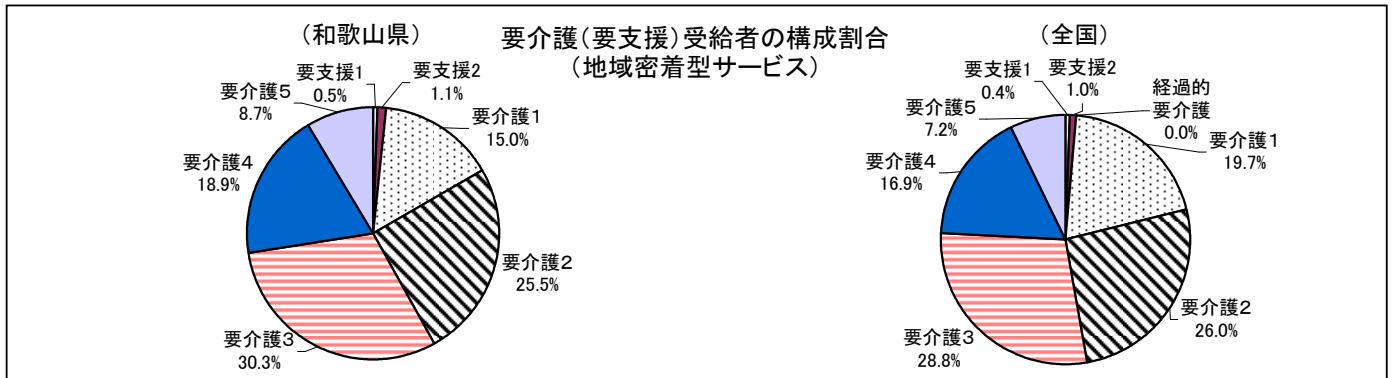 要介護(要支援)受給者の構成割合
(地域密着型サービス)
(和歌山県)
要支援1
0.5%
要支援2
1.1%
要介護1
15.0%
要介護2
25.5%
要介護3
30.3%
要介護4
18.9%
要介護5
8.7%
(全国)
要支援1
0.4%
要支援2
1.0%
経過的
要介護
0.0%
要介護1
19.7%
要介護2
26.0%
要介護3
28.8%
要介護4
16.9%
要介護5
7.2%